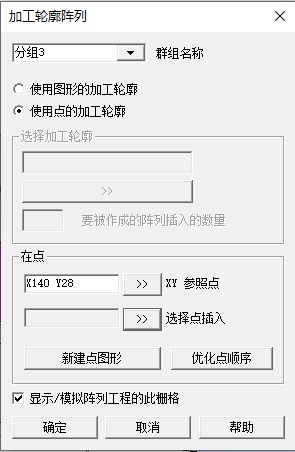 加工轮廓阵列
分组3 群组名称
使用图形的加工轮廓
使用点的加工轮廓
选择加工轮廓
>>
要被作成的阵列插入的数量
在点
X140 Y28 >> XY 参照点
>> 选择点插入
新建点图形 优化点顺序
显示/模拟阵列工程的此栅格
确定 取消 帮助